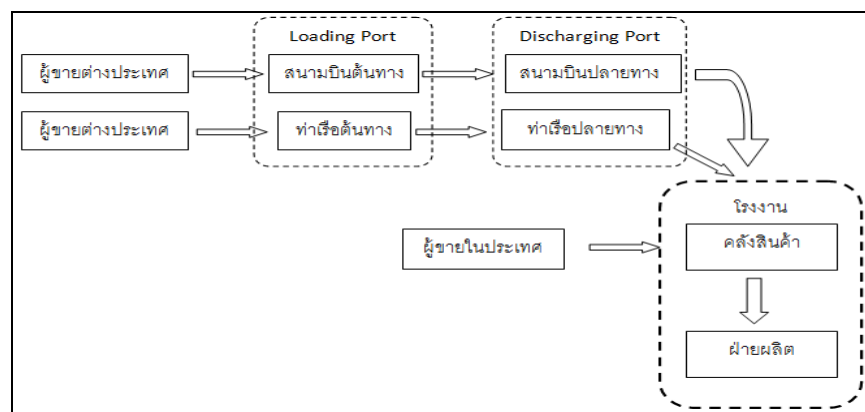 Loading Port
Discharging Port
ผู้ขายต่างประเทศ
สนามบินต้นทาง
สนามบินปลายทาง
ผู้ขายต่างประเทศ
ท่าเรือต้นทาง
ท่าเรือปลายทาง
โรงงาน
ผู้ขายในประเทศ
คลังสินค้า
ฝ่ายผลิต